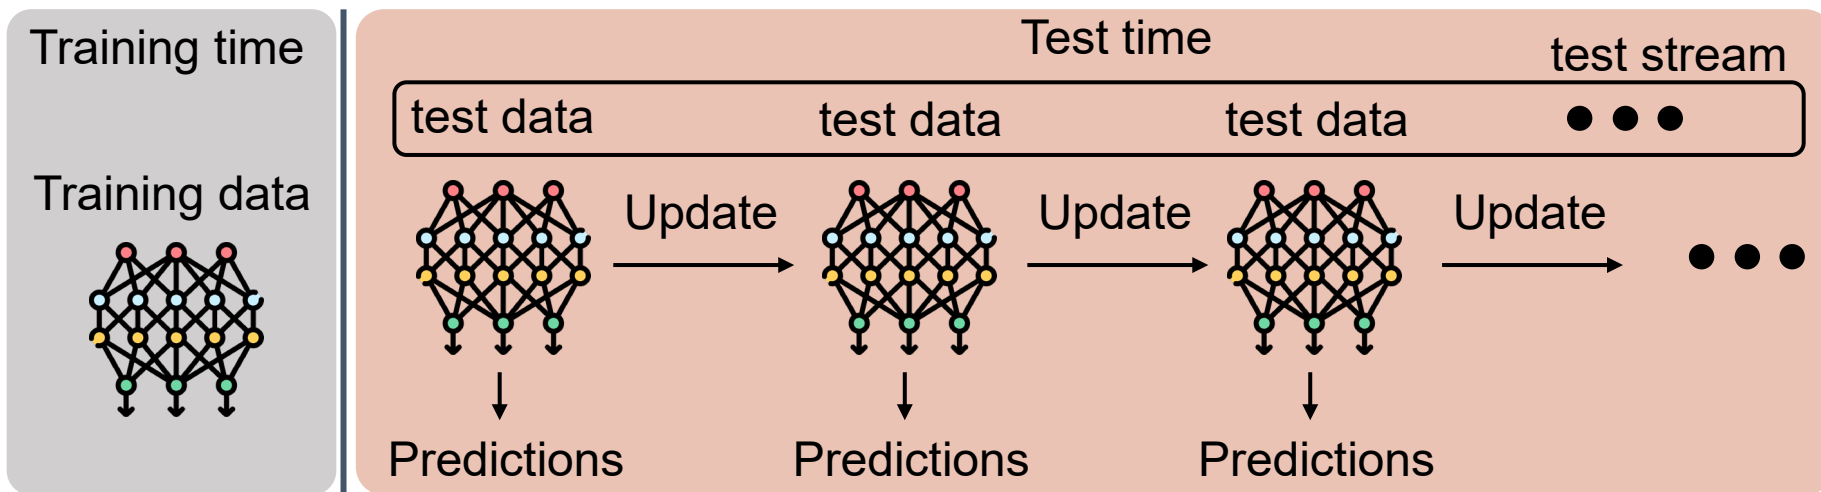 Training time
Training data
Test time
test stream
test data
test data
test data
Update
Update
Update
Predictions
Predictions
Predictions